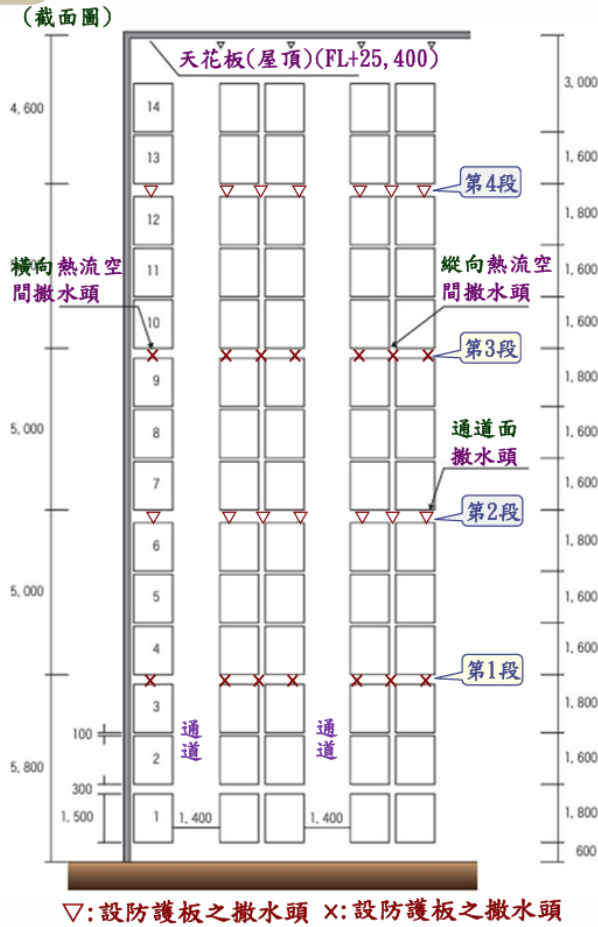 (截面圖)
天花板(屋頂)(FL+25,400)
4,600
3,000
14
13
1,600
第4段
12
1,800
橫向熱流空
間撒水頭
11
縱向熱流空
間撒水頭
1,600
10
1,600
第3段
9
1,800
5,000
8
通道面
撒水頭
1,600
7
1,600
第2段
6
1,800
5,000
5
1,600
4
1,600
第1段
3
1,800
100
通道
通道
2
5,800
1,600
300
1,500
1
1,400
1,400
1,800
600
▽:設防護板之撒水頭 ×:設防護板之撒水頭